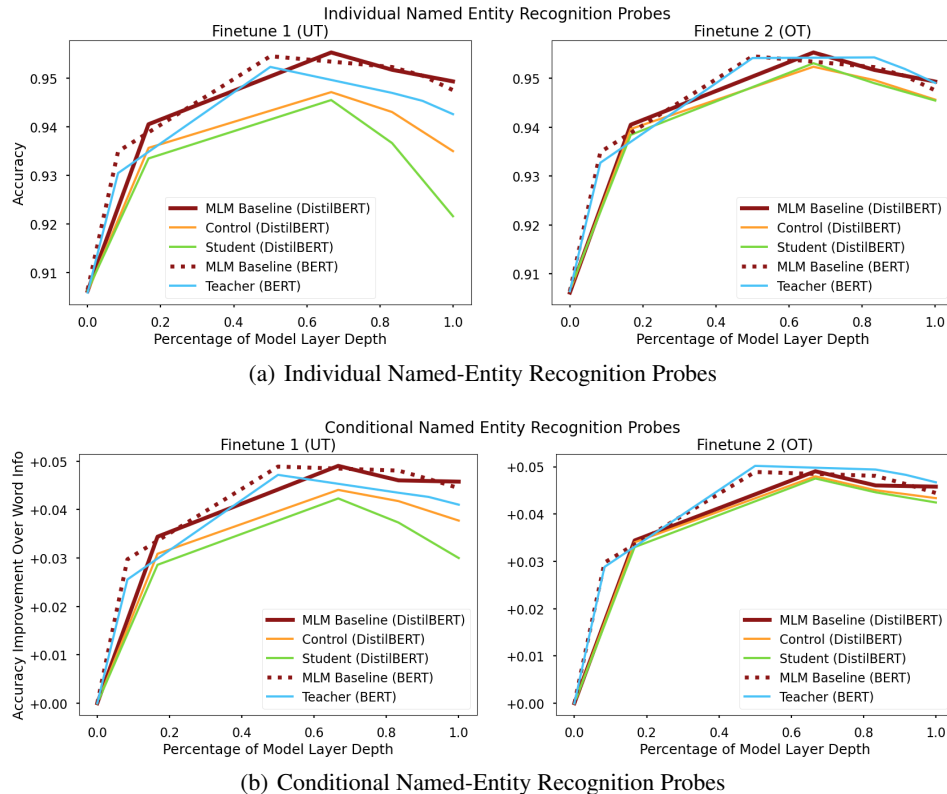 Individual Named Entity Recognition Probes
Finetune 1 (UT)
Finetune 2 (OT)
Accuracy
0.95
0.94
0.93
0.92
0.91
MLM Baseline (DistilBERT)
Control (DistilBERT)
Student (DistilBERT)
MLM Baseline (BERT)
Teacher (BERT)
0.0 0.2 0.4 0.6 0.8 1.0
Percentage of Model Layer Depth
0.95
0.94
0.93
0.92
0.91
MLM Baseline (DistilBERT)
Control (DistilBERT)
Student (DistilBERT)
MLM Baseline (BERT)
Teacher (BERT)
0.0 0.2 0.4 0.6 0.8 1.0
Percentage of Model Layer Depth
(a) Individual Named-Entity Recognition Probes
Conditional Named Entity Recognition Probes
Finetune 1 (UT)
Finetune 2 (OT)
Accuracy Improvement Over Word Info
+0.05
+0.04
+0.03
+0.02
+0.01
+0.00
MLM Baseline (DistilBERT)
Control (DistilBERT)
Student (DistilBERT)
MLM Baseline (BERT)
Teacher (BERT)
0.0 0.2 0.4 0.6 0.8 1.0
Percentage of Model Layer Depth
+0.05
+0.04
+0.03
+0.02
+0.01
+0.00
MLM Baseline (DistilBERT)
Control (DistilBERT)
Student (DistilBERT)
MLM Baseline (BERT)
Teacher (BERT)
0.0 0.2 0.4 0.6 0.8 1.0
Percentage of Model Layer Depth
(b) Conditional Named-Entity Recognition Probes